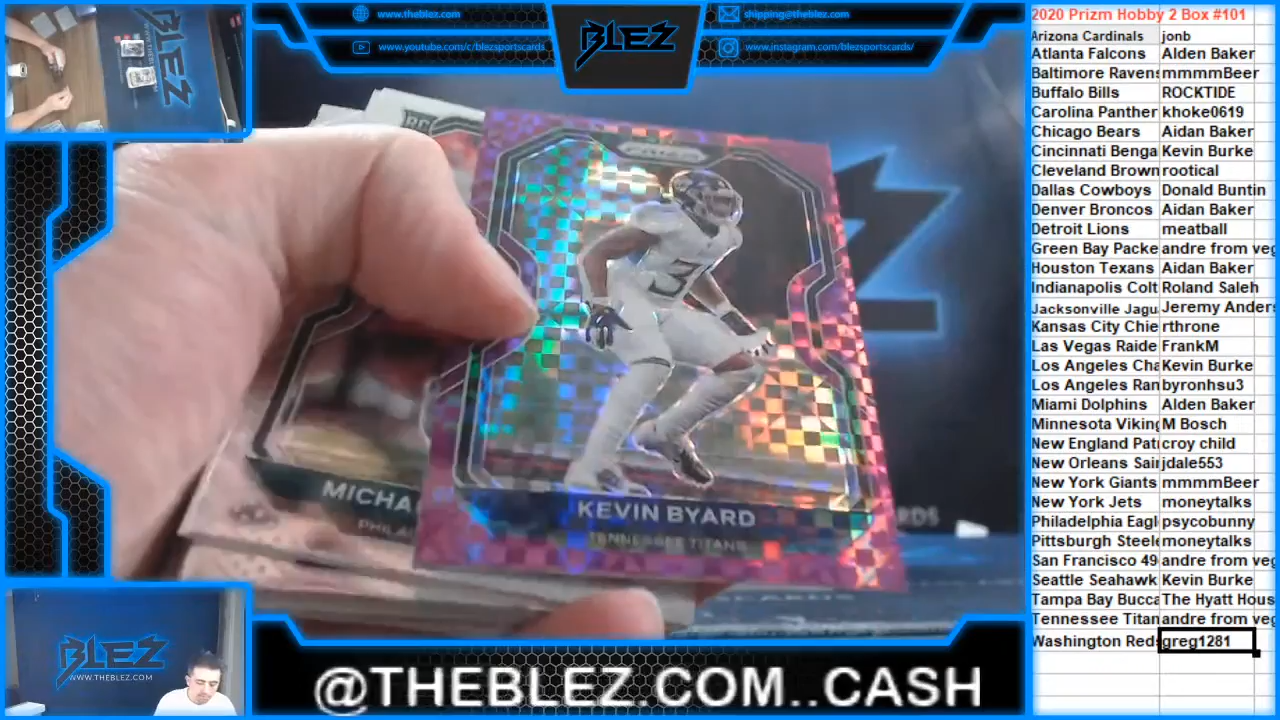 www.theblez.com
www.youtube.com/c/blezsportscards
BLEZ
shipping@theblez.com
www.instagram.com/blezsportscards/
2020 Prizm Hobby 2 Box #101
Arizona Cardinals jonb
Atlanta Falcons Alden Baker
Baltimore Ravens mmmmBeer
Buffalo Bills ROCKTIDE
Carolina Panther khoke0619
Chicago Bears Aidan Baker
Cincinnati Benga Kevin Burke
Cleveland Brown rootical
Dallas Cowboys Donald Buntin
Denver Broncos Aidan Baker
Detroit Lions meatball
Green Bay Packe andre from veg
Houston Texans Aidan Baker
Indianapolis Colt Roland Saleh
Jacksonville Jagu Jeremy Anders
Kansas City Chie rthrone
Las Vegas Raide FrankM
Los Angeles Cha Kevin Burke
Los Angeles Ran byronhsu3
Miami Dolphins Alden Baker
Minnesota Viking M Bosch
New England Pat croy child
New Orleans Sai jdale553
New York Giants mmmmBeer
New York Jets moneytalks
Philadelphia Eagl psycobunny
Pittsburgh Steele moneytalks
San Francisco 49 andre from veg
Seattle Seahawk Kevin Burke
Tampa Bay Bucca The Hyatt Hous
Tennessee Titan andre from veg
Washington Reds greg1281
RC
PRIZM
3
MICHA
PHILA
KEVIN BYARD
TENNESSEE TITANS
RDS
BLEZ
BLEZ
WWW.THEBLEZ.COM
@THEBLEZ.COM..CASH